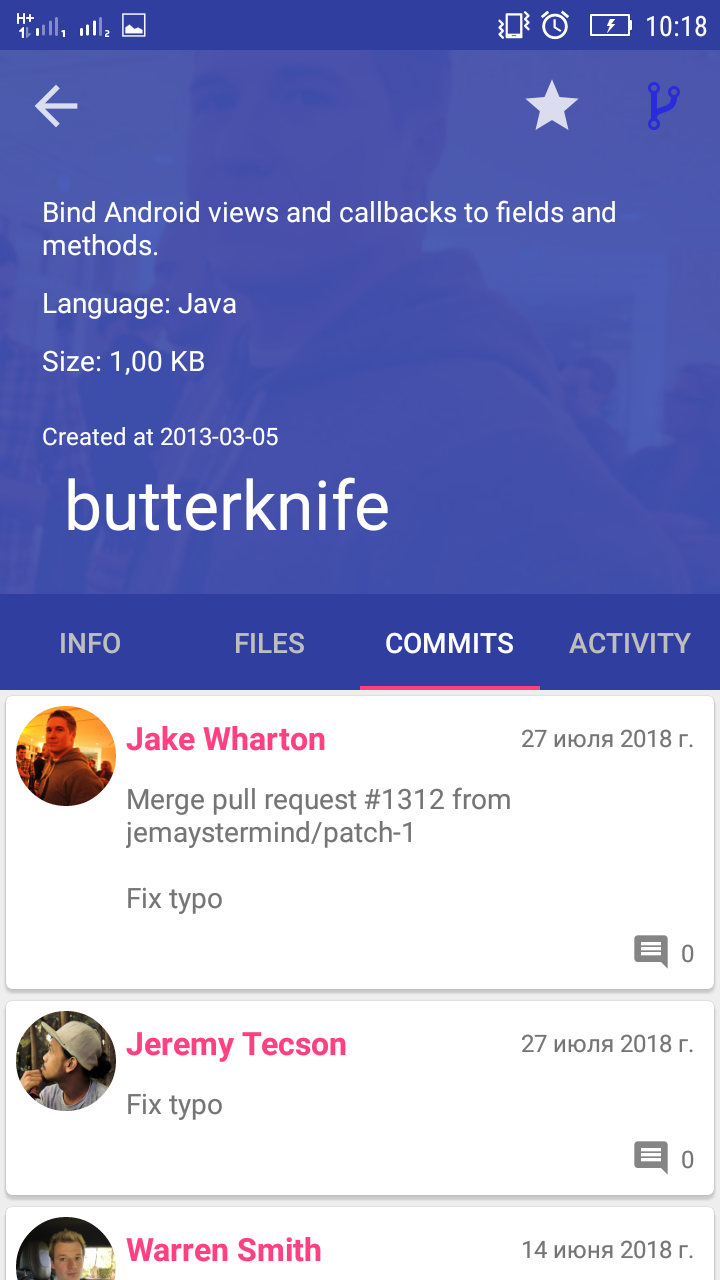 H+
1
1
2
10:18
Bind Android views and callbacks to fields and
methods.
Language: Java
Size: 1,00 KB
Created at 2013-03-05
butterknife
INFO FILES COMMITS ACTIVITY
Jake Wharton 27 июля 2018 г.
Merge pull request #1312 from
jemaystermind/patch-1
Fix typo
0
Jeremy Tecson 27 июля 2018 г.
Fix typo
0
Warren Smith 14 июня 2018 г.